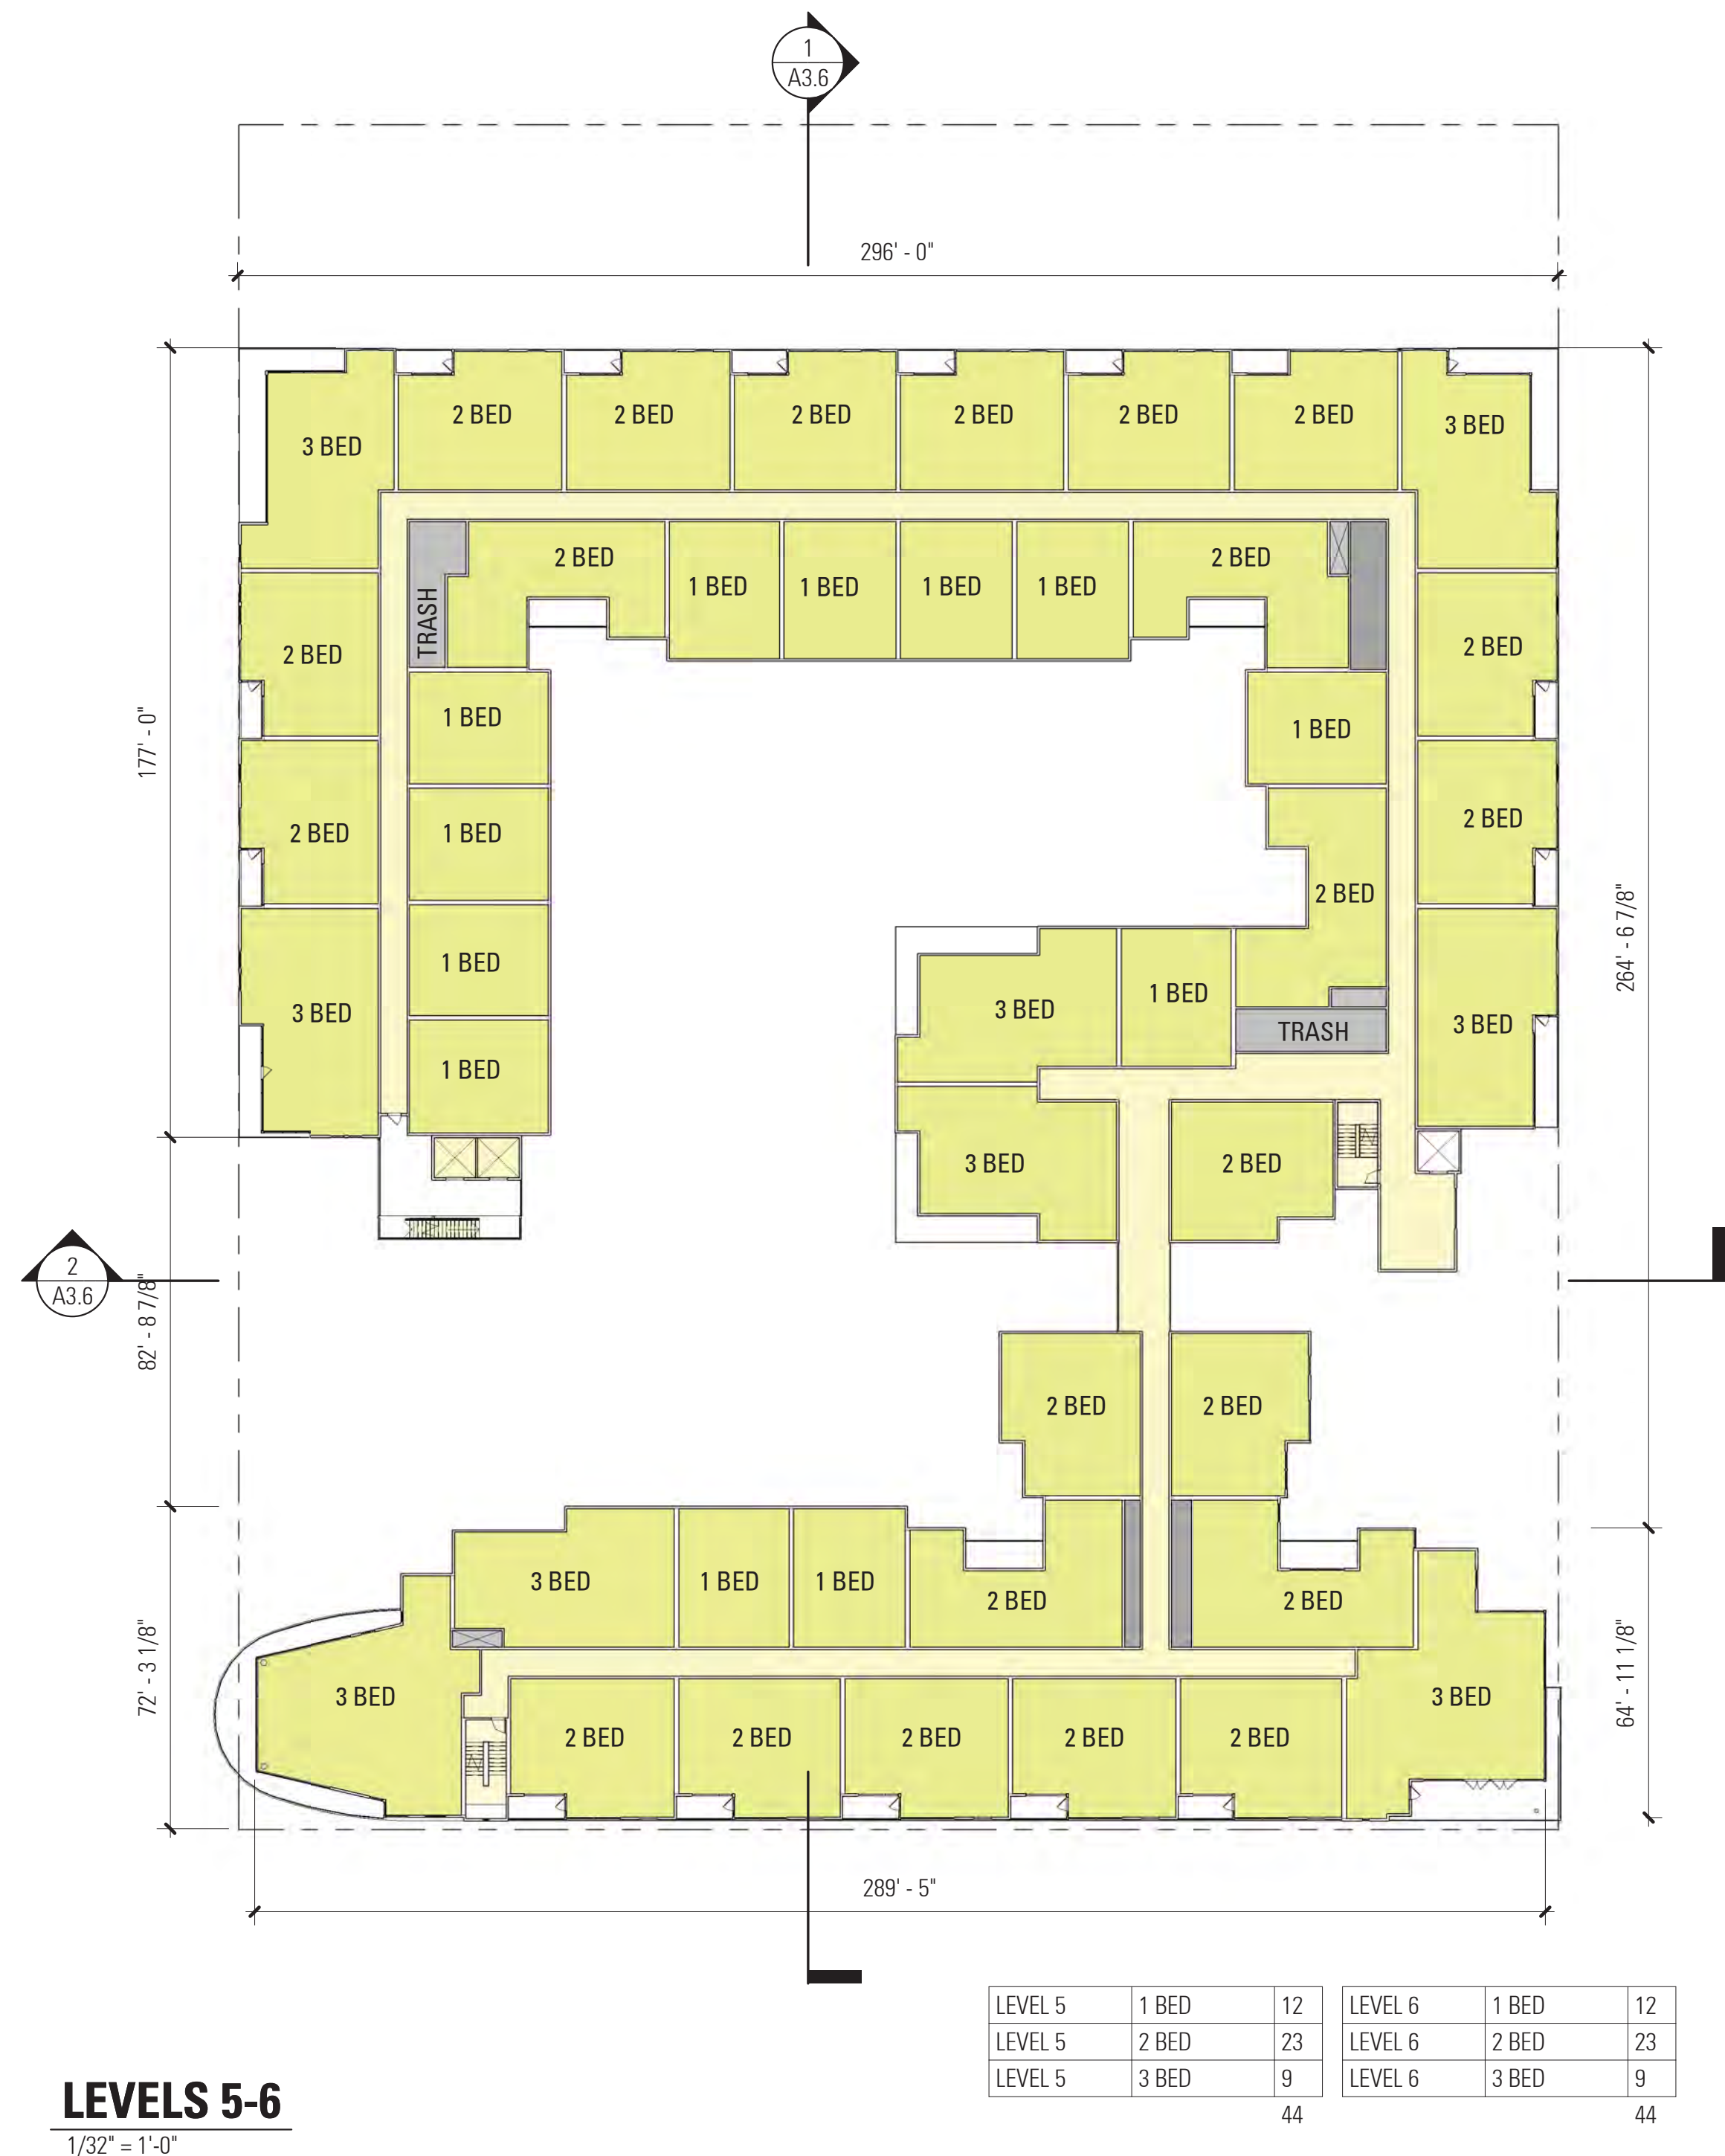 1
A3.6
296' - 0"
2 BED
2 BED
2 BED
2 BED
2 BED
2 BED
3 BED
3 BED
2 BED
2 BED
1 BED
1 BED
1 BED
1 BED
TRASH
2 BED
2 BED
1 BED
1 BED
177' - 0"
2 BED
1 BED
2 BED
2 BED
264' - 6 7/8"
1 BED
1 BED
3 BED
3 BED
3 BED
TRASH
1 BED
3 BED
2 BED
2
A3.6
82' - 8 7/8"
2 BED
2 BED
3 BED
1 BED
1 BED
2 BED
2 BED
72' - 3 1/8"
64' - 11 1/8"
3 BED
3 BED
2 BED
2 BED
2 BED
2 BED
2 BED
289' - 5"
LEVEL 5 1 BED 12 LEVEL 6 1 BED 12
LEVEL 5 2 BED 23 LEVEL 6 2 BED 23
LEVEL 5 3 BED 9 LEVEL 6 3 BED 9
44 44
LEVELS 5-6
1/32" = 1'-0"